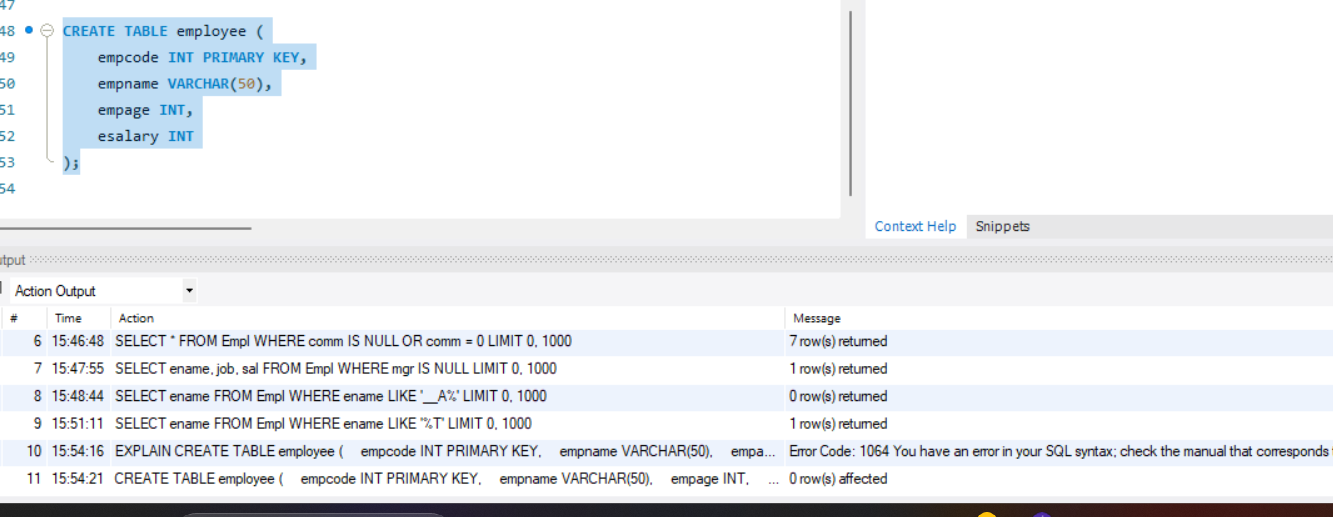 47
48 CREATE TABLE employee (
49 empcode INT PRIMARY KEY,
50 empname VARCHAR(50),
51 empage INT,
52 esalary INT
53 );
54
Context Help Snippets
Action Output
# Time Action Message
6 15:46:48 SELECT * FROM Empl WHERE comm IS NULL OR comm = 0 LIMIT 0, 1000 7 row(s) returned
7 15:47:55 SELECT ename, job, sal FROM Empl WHERE mgr IS NULL LIMIT 0, 1000 1 row(s) returned
8 15:48:44 SELECT ename FROM Empl WHERE ename LIKE '__A%' LIMIT 0, 1000 0 row(s) returned
9 15:51:11 SELECT ename FROM Empl WHERE ename LIKE '%T' LIMIT 0, 1000 1 row(s) returned
10 15:54:16 EXPLAIN CREATE TABLE employee ( empcode INT PRIMARY KEY, empname VARCHAR(50), empa... Error Code: 1064 You have an error in your SQL syntax; check the manual that corresponds
11 15:54:21 CREATE TABLE employee ( empcode INT PRIMARY KEY, empname VARCHAR(50), empage INT, ... 0 row(s) affected